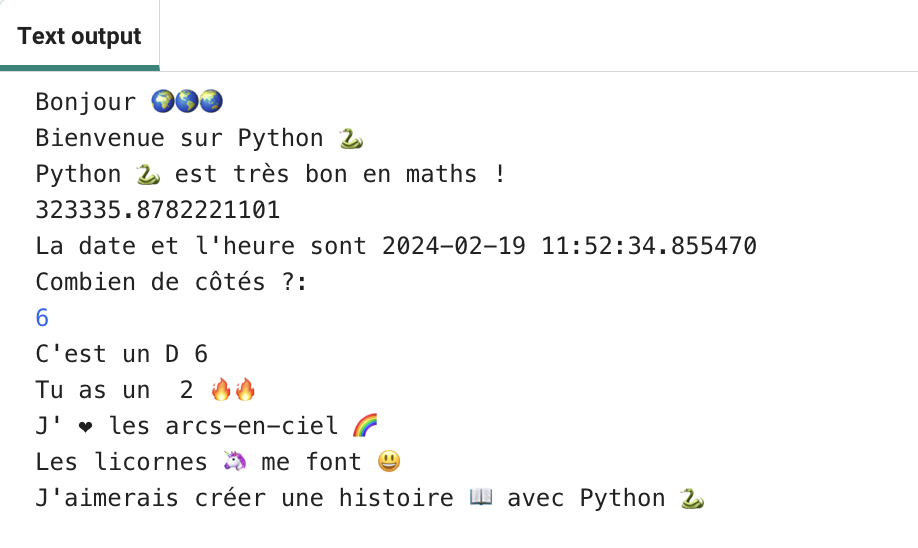 Text output
Bonjour 🌍🌎🌏
Bienvenue sur Python 🐍
Python 🐍 est très bon en maths !
323335.8782221101
La date et l'heure sont 2024-02-19 11:52:34.855470
Combien de côtés ?:
6
C'est un D 6
Tu as un  2 🔥🔥
J' ❤ les arcs-en-ciel 🌈
Les licornes 🦄 me font 😃
J'aimerais créer une histoire 📖 avec Python 🐍